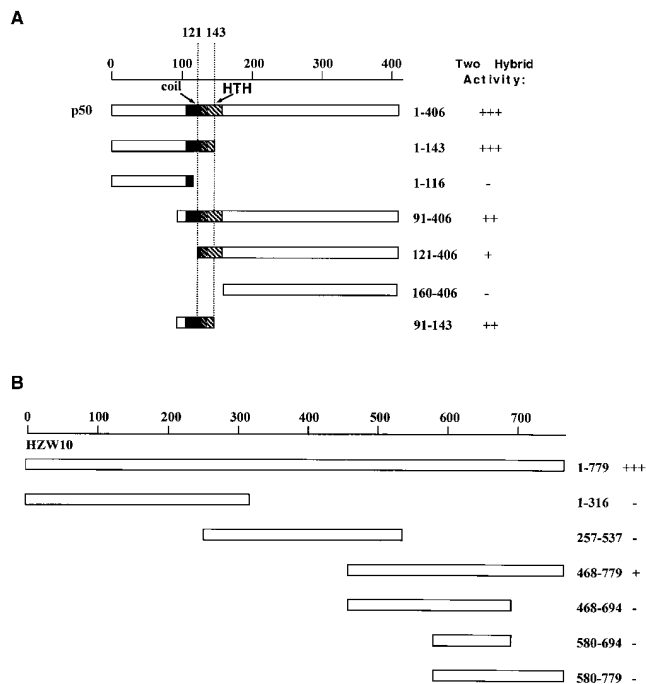 A
121 143
0 100 200 300 400
Two Hybrid
Activity:
coil HTH
p50 1-406 +++
1-143 +++
1-116 -
91-406 ++
121-406 +
160-406 -
91-143 ++
B
0 100 200 300 400 500 600 700
HZW10
1-779 +++
1-316 -
257-537 -
468-779 +
468-694 -
580-694 -
580-779 -